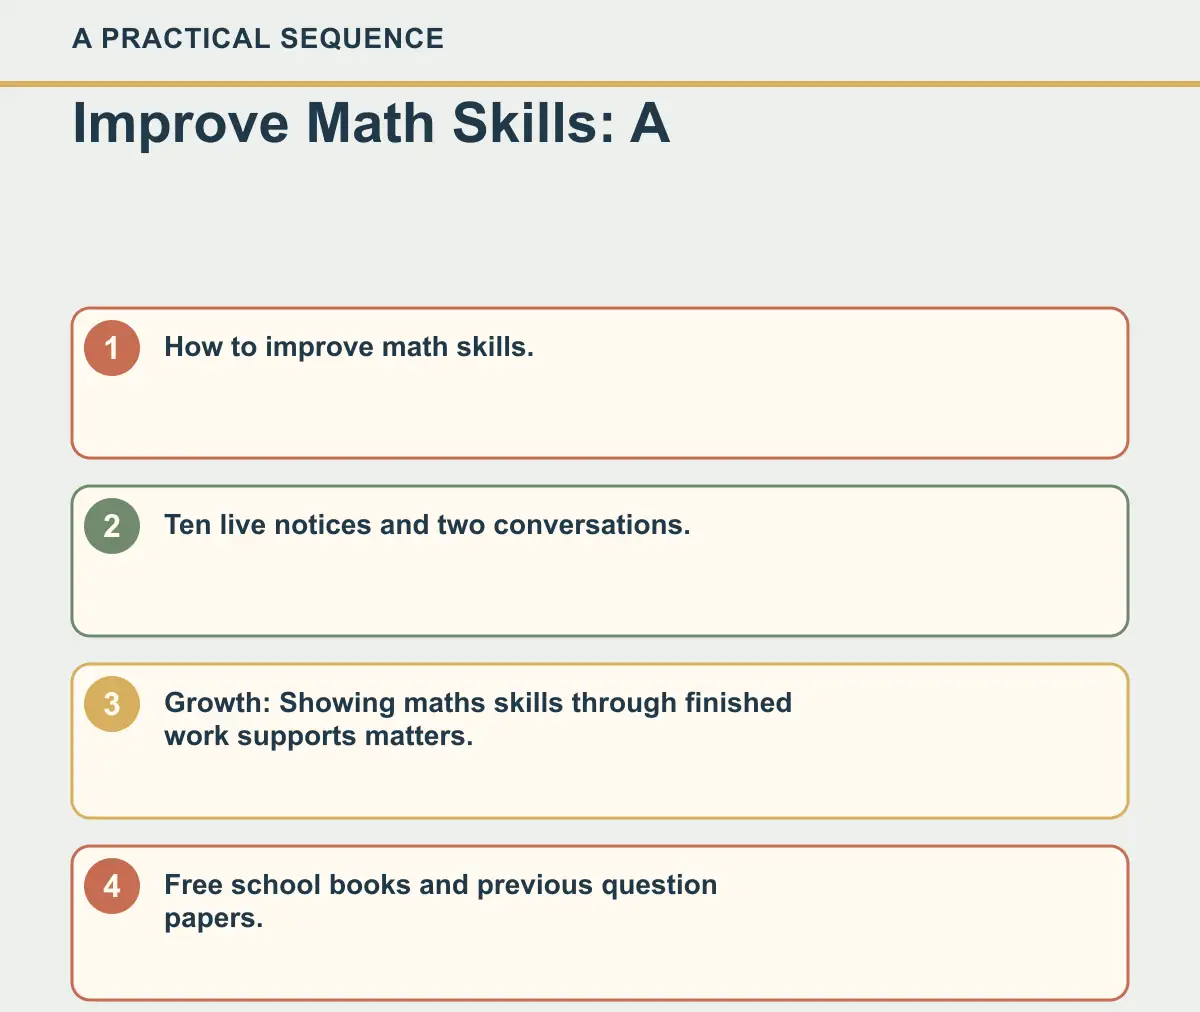 A PRACTICAL SEQUENCE
Improve Math Skills: A
1
How to improve math skills.
2
Ten live notices and two conversations.
3
Growth: Showing maths skills through finished
work supports matters.
4
Free school books and previous question
papers.